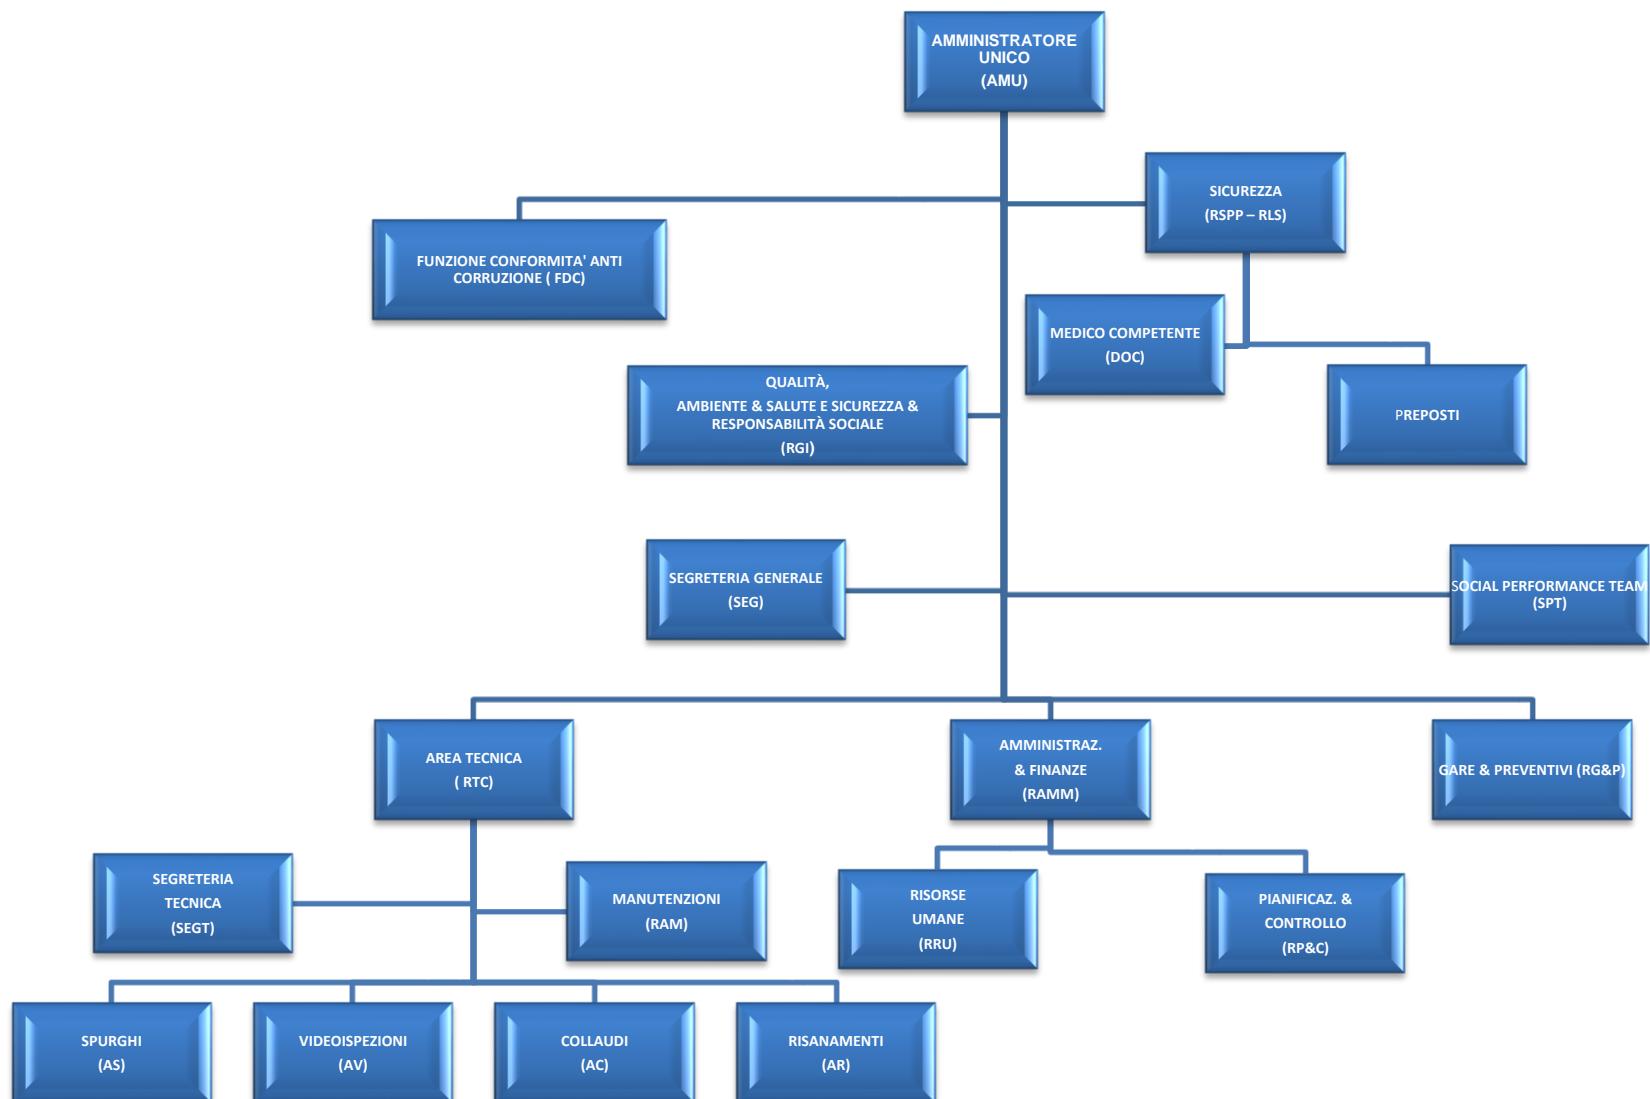 AMMINISTRATORE
UNICO
(AMU)
SICUREZZA
(RSPP – RLS)
FUNZIONE CONFORMITA' ANTI
CORRUZIONE ( FDC)
MEDICO COMPETENTE
(DOC)
PREPOSTI
QUALITÀ,
AMBIENTE & SALUTE E SICUREZZA &
RESPONSABILITÀ SOCIALE
(RGI)
SEGRETERIA GENERALE
(SEG)
SOCIAL PERFORMANCE TEAM
(SPT)
AREA TECNICA
( RTC)
AMMINISTRAZ.
& FINANZE
(RAMM)
GARE & PREVENTIVI (RG&P)
SEGRETERIA
TECNICA
(SEGT)
MANUTENZIONI
(RAM)
RISORSE
UMANE
(RRU)
PIANIFICAZ. &
CONTROLLO
(RP&C)
SPURGHI
(AS)
VIDEOISPEZIONI
(AV)
COLLAUDI
(AC)
RISANAMENTI
(AR)